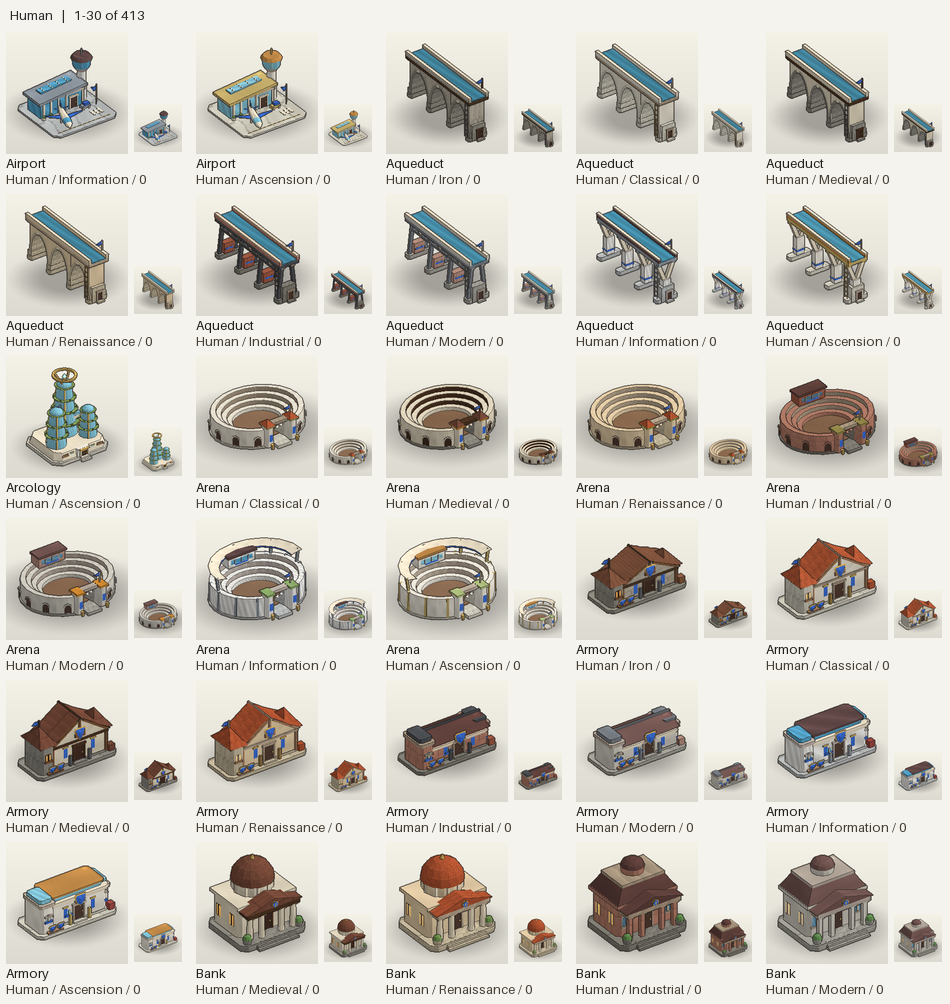 Human | 1-30 of 413
Airport
Human / Information / 0
Airport
Human / Ascension / 0
Aqueduct
Human / Iron / 0
Aqueduct
Human / Classical / 0
Aqueduct
Human / Medieval / 0
Aqueduct
Human / Renaissance / 0
Aqueduct
Human / Industrial / 0
Aqueduct
Human / Modern / 0
Aqueduct
Human / Information / 0
Aqueduct
Human / Ascension / 0
Arcology
Human / Ascension / 0
Arena
Human / Classical / 0
Arena
Human / Medieval / 0
Arena
Human / Renaissance / 0
Arena
Human / Industrial / 0
Arena
Human / Modern / 0
Arena
Human / Information / 0
Arena
Human / Ascension / 0
Armory
Human / Iron / 0
Armory
Human / Classical / 0
Armory
Human / Medieval / 0
Armory
Human / Renaissance / 0
Armory
Human / Industrial / 0
Armory
Human / Modern / 0
Armory
Human / Information / 0
Armory
Human / Ascension / 0
Bank
Human / Medieval / 0
Bank
Human / Renaissance / 0
Bank
Human / Industrial / 0
Bank
Human / Modern / 0